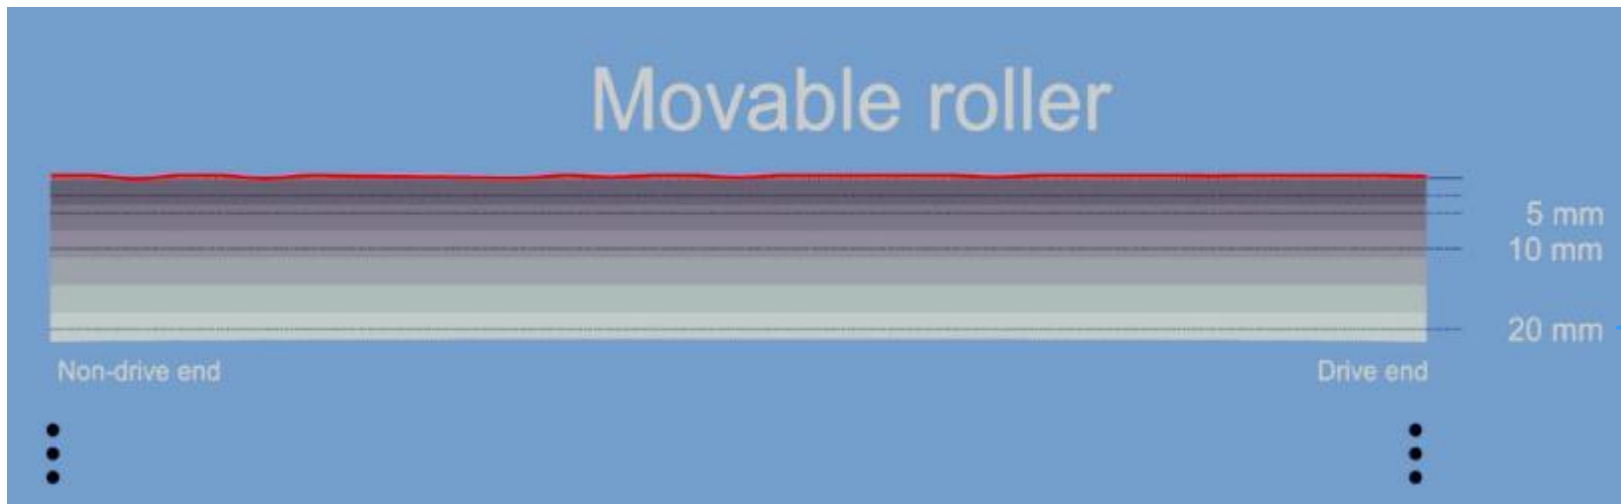 Movable roller
5 mm
10 mm
20 mm
Non-drive end
Drive end